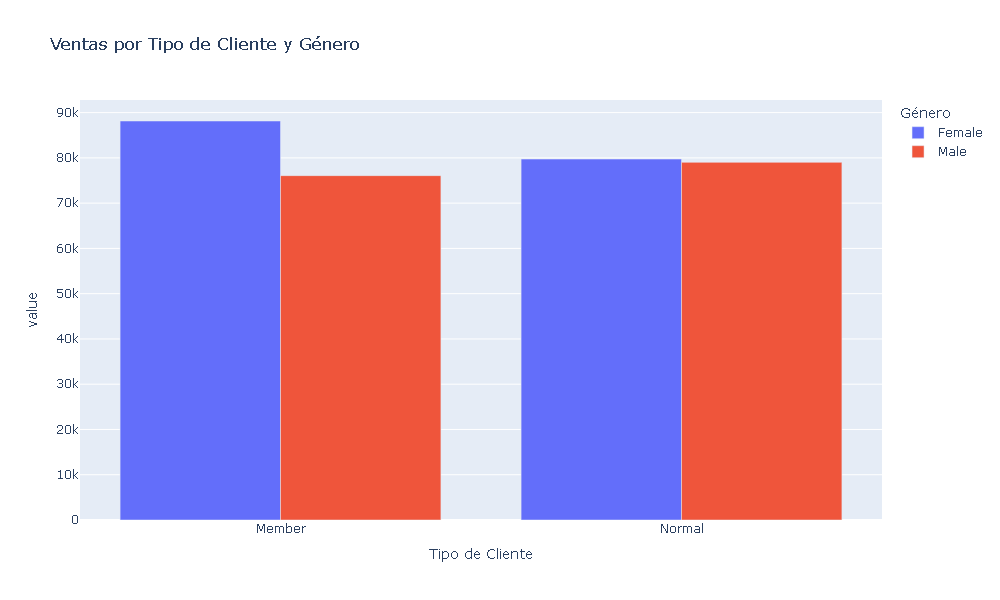 Ventas por Tipo de Cliente y Género
Género
Female
Male
90k
80k
70k
60k
50k
40k
30k
20k
10k
0
value
Member
Normal
Tipo de Cliente